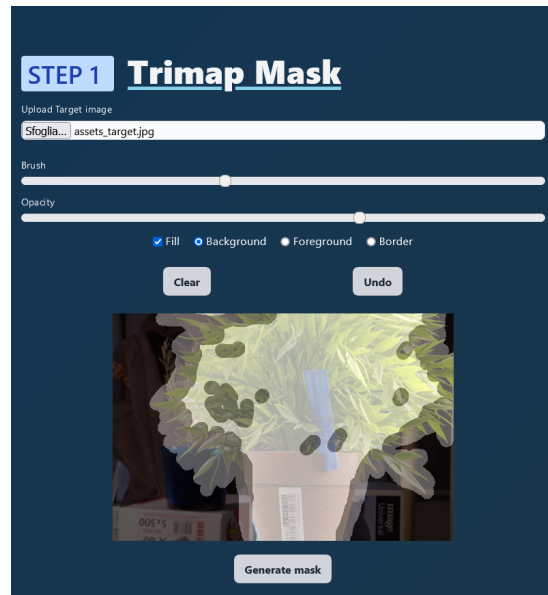 STEP 1 Trimap Mask
Upload Target image
Sfoglia... assets_target.jpg
Brush
Opacity
Fill Background Foreground Border
Clear Undo
Generate mask